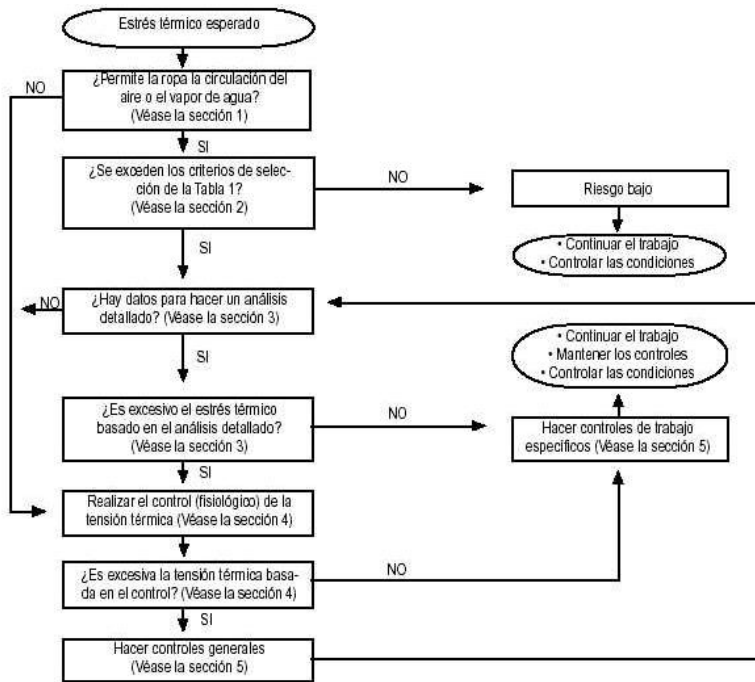 Estrés térmico esperado
NO
¿Permite la ropa la circulación del
aire o el vapor de agua?
(Véase la sección 1)
SI
¿Se exceden los criterios de selec-
ción de la Tabla 1?
(Véase la sección 2)
NO
Riesgo bajo
SI
• Continuar el trabajo
• Controlar las condiciones
NO
¿Hay datos para hacer un análisis
detallado? (Véase la sección 3)
SI
• Continuar el trabajo
• Mantener los controles
• Controlar las condiciones
¿Es excesivo el estrés térmico
basado en el análisis detallado?
(Véase la sección 3)
NO
Hacer controles de trabajo
específicos (Véase la sección 5)
SI
Realizar el control (fisiológico) de la
tensión térmica (Véase la sección 4)
¿Es excesiva la tensión térmica basa-
da en el control? (Véase la sección 4)
NO
SI
Hacer controles generales
(Véase la sección 5)